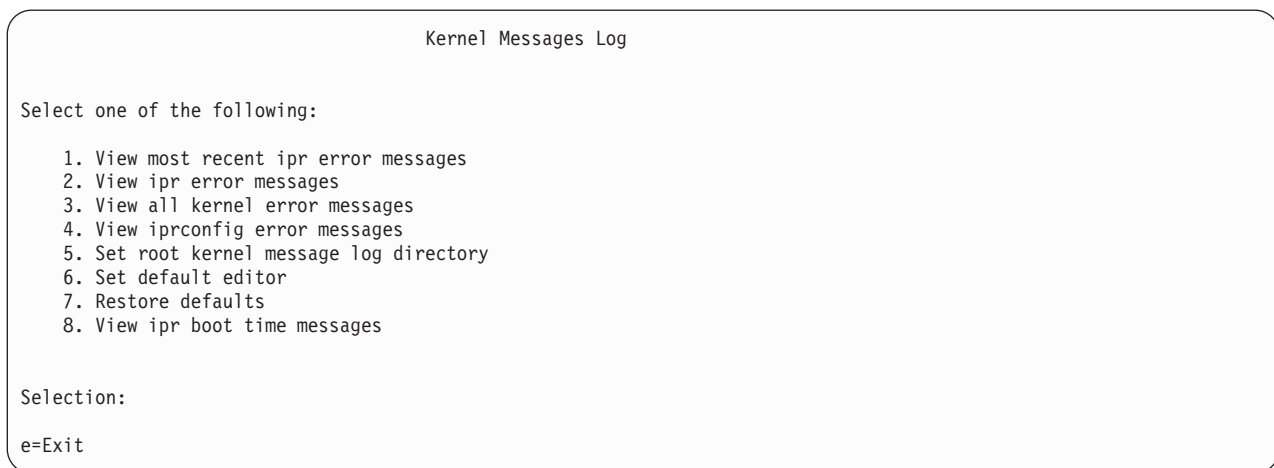 Kernel Messages Log
Select one of the following:
1. View most recent ipr error messages
2. View ipr error messages
3. View all kernel error messages
4. View iprconfig error messages
5. Set root kernel message log directory
6. Set default editor
7. Restore defaults
8. View ipr boot time messages
Selection:
e=Exit